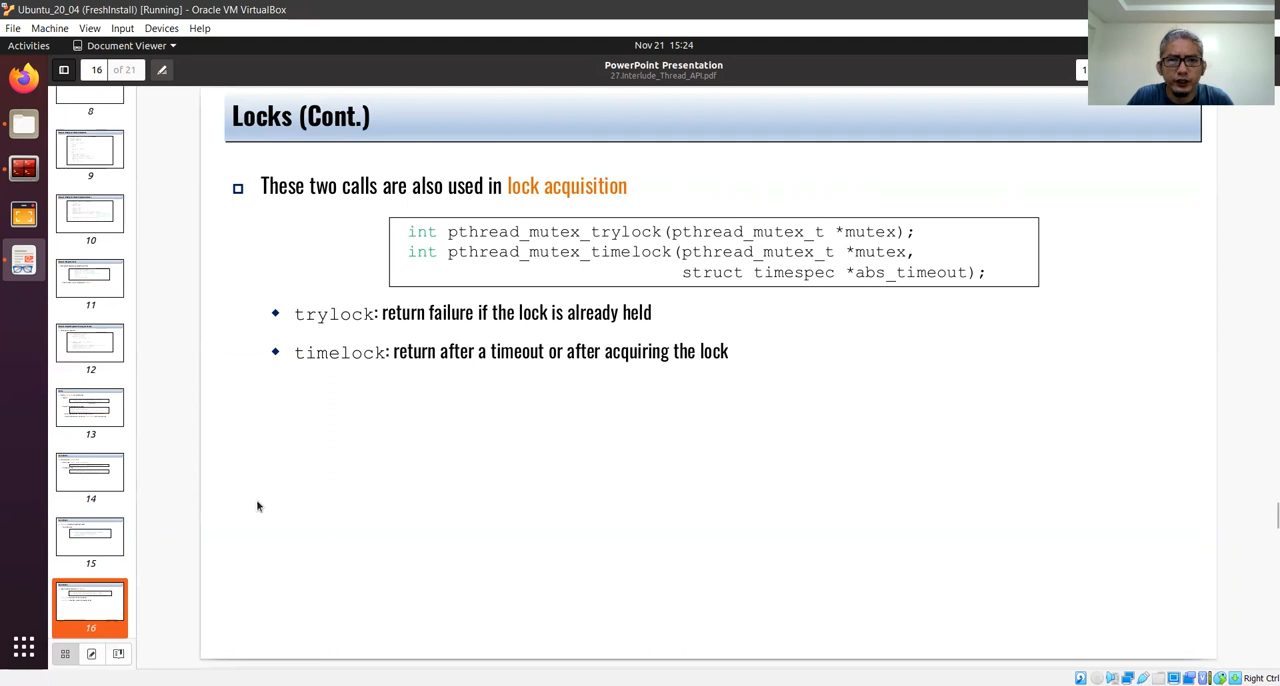 Ubuntu_20_04 (FreshInstall) [Running] - Oracle VM VirtualBox
File Machine View Input Devices Help
Activities Document Viewer Nov 21 15:24
16 of 21
PowerPoint Presentation
27.Interlude_Thread_API.pdf
1
8
9
10
11
12
13
14
15
16
Locks (Cont.)
These two calls are also used in lock acquisition
int pthread_mutex_trylock(pthread_mutex_t *mutex);
int pthread_mutex_timelock(pthread_mutex_t *mutex,
struct timespec *abs_timeout);
trylock: return failure if the lock is already held
timelock: return after a timeout or after acquiring the lock
Right Ctrl